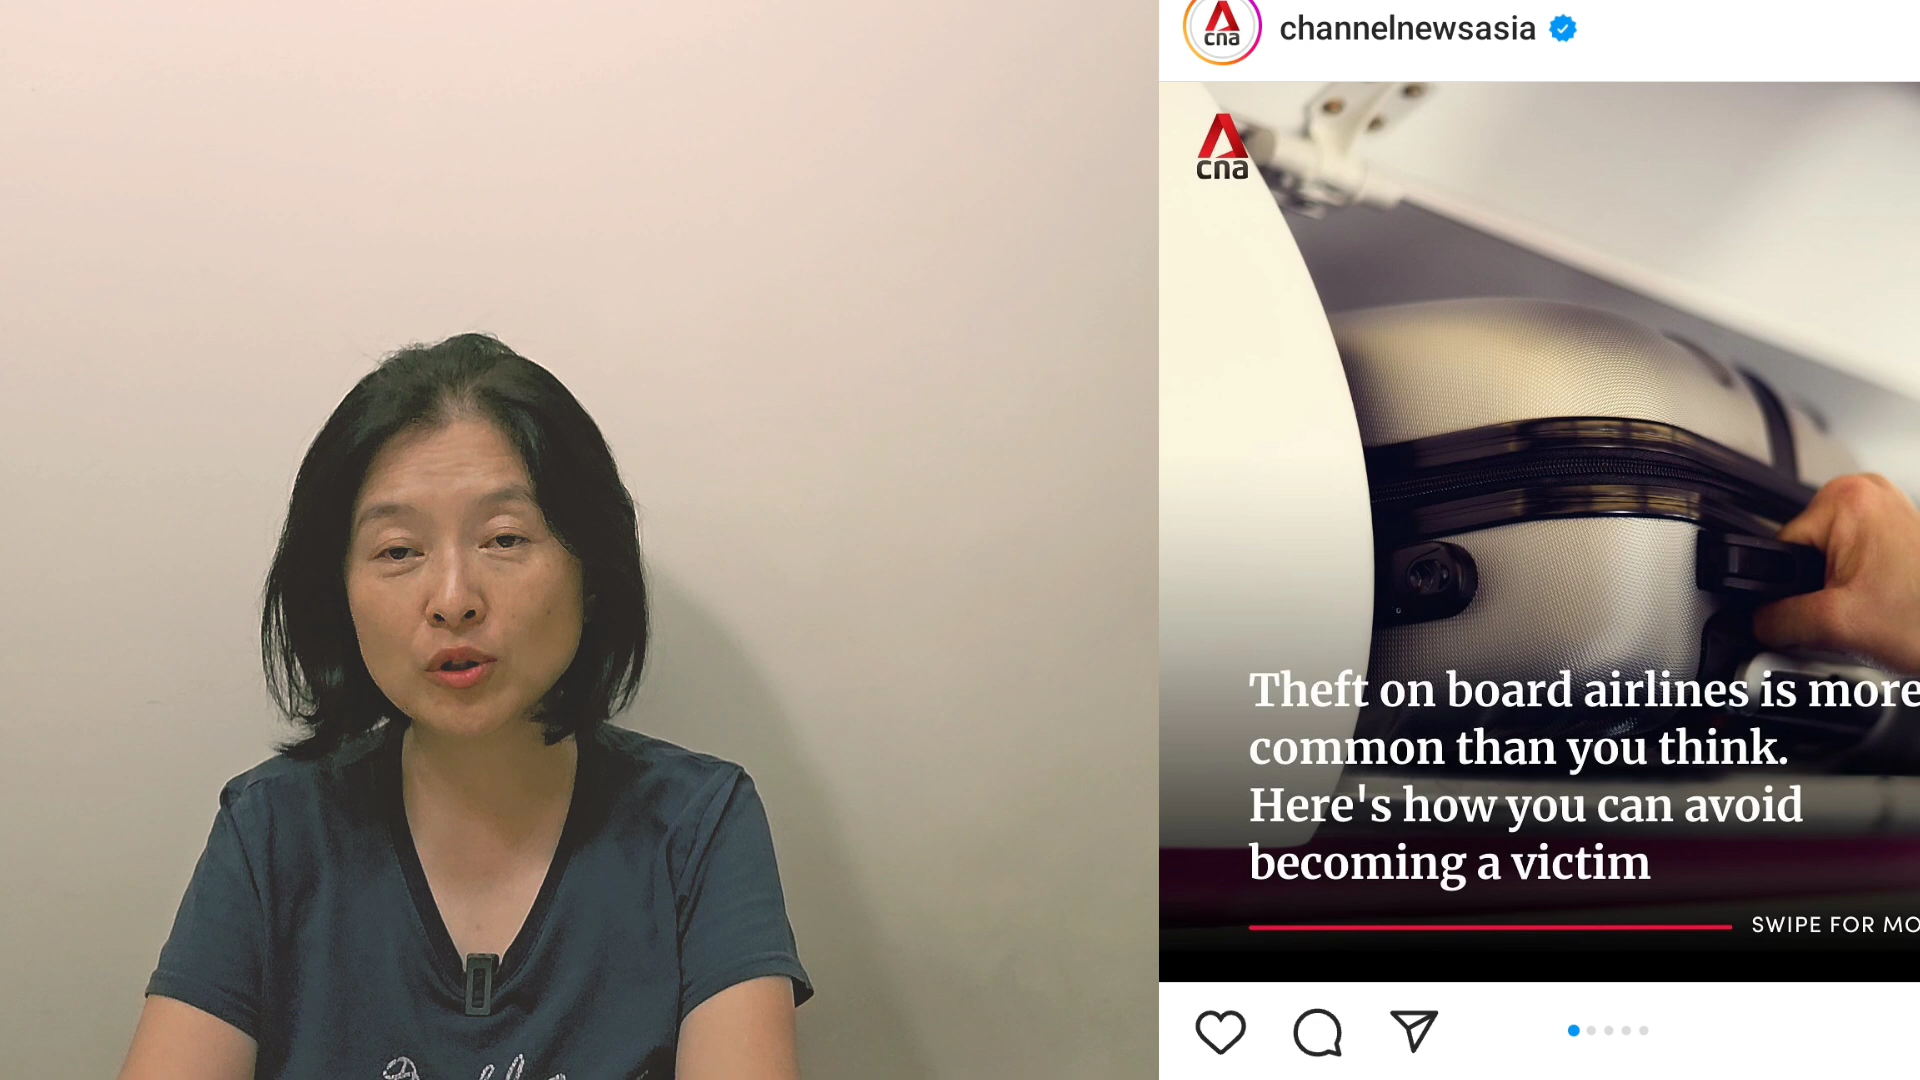 cna
channelnewsasia
cna
Theft on board airlines is more
common than you think.
Here's how you can avoid
becoming a victim
SWIPE FOR MO